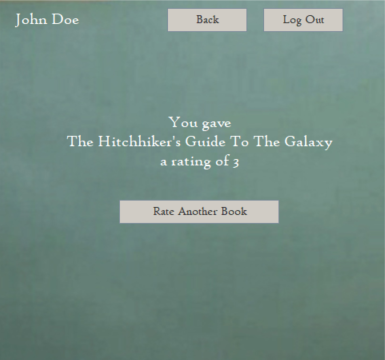 John Doe
Back
Log Out
You gave
The Hitchhiker's Guide To The Galaxy
a rating of 3
Rate Another Book